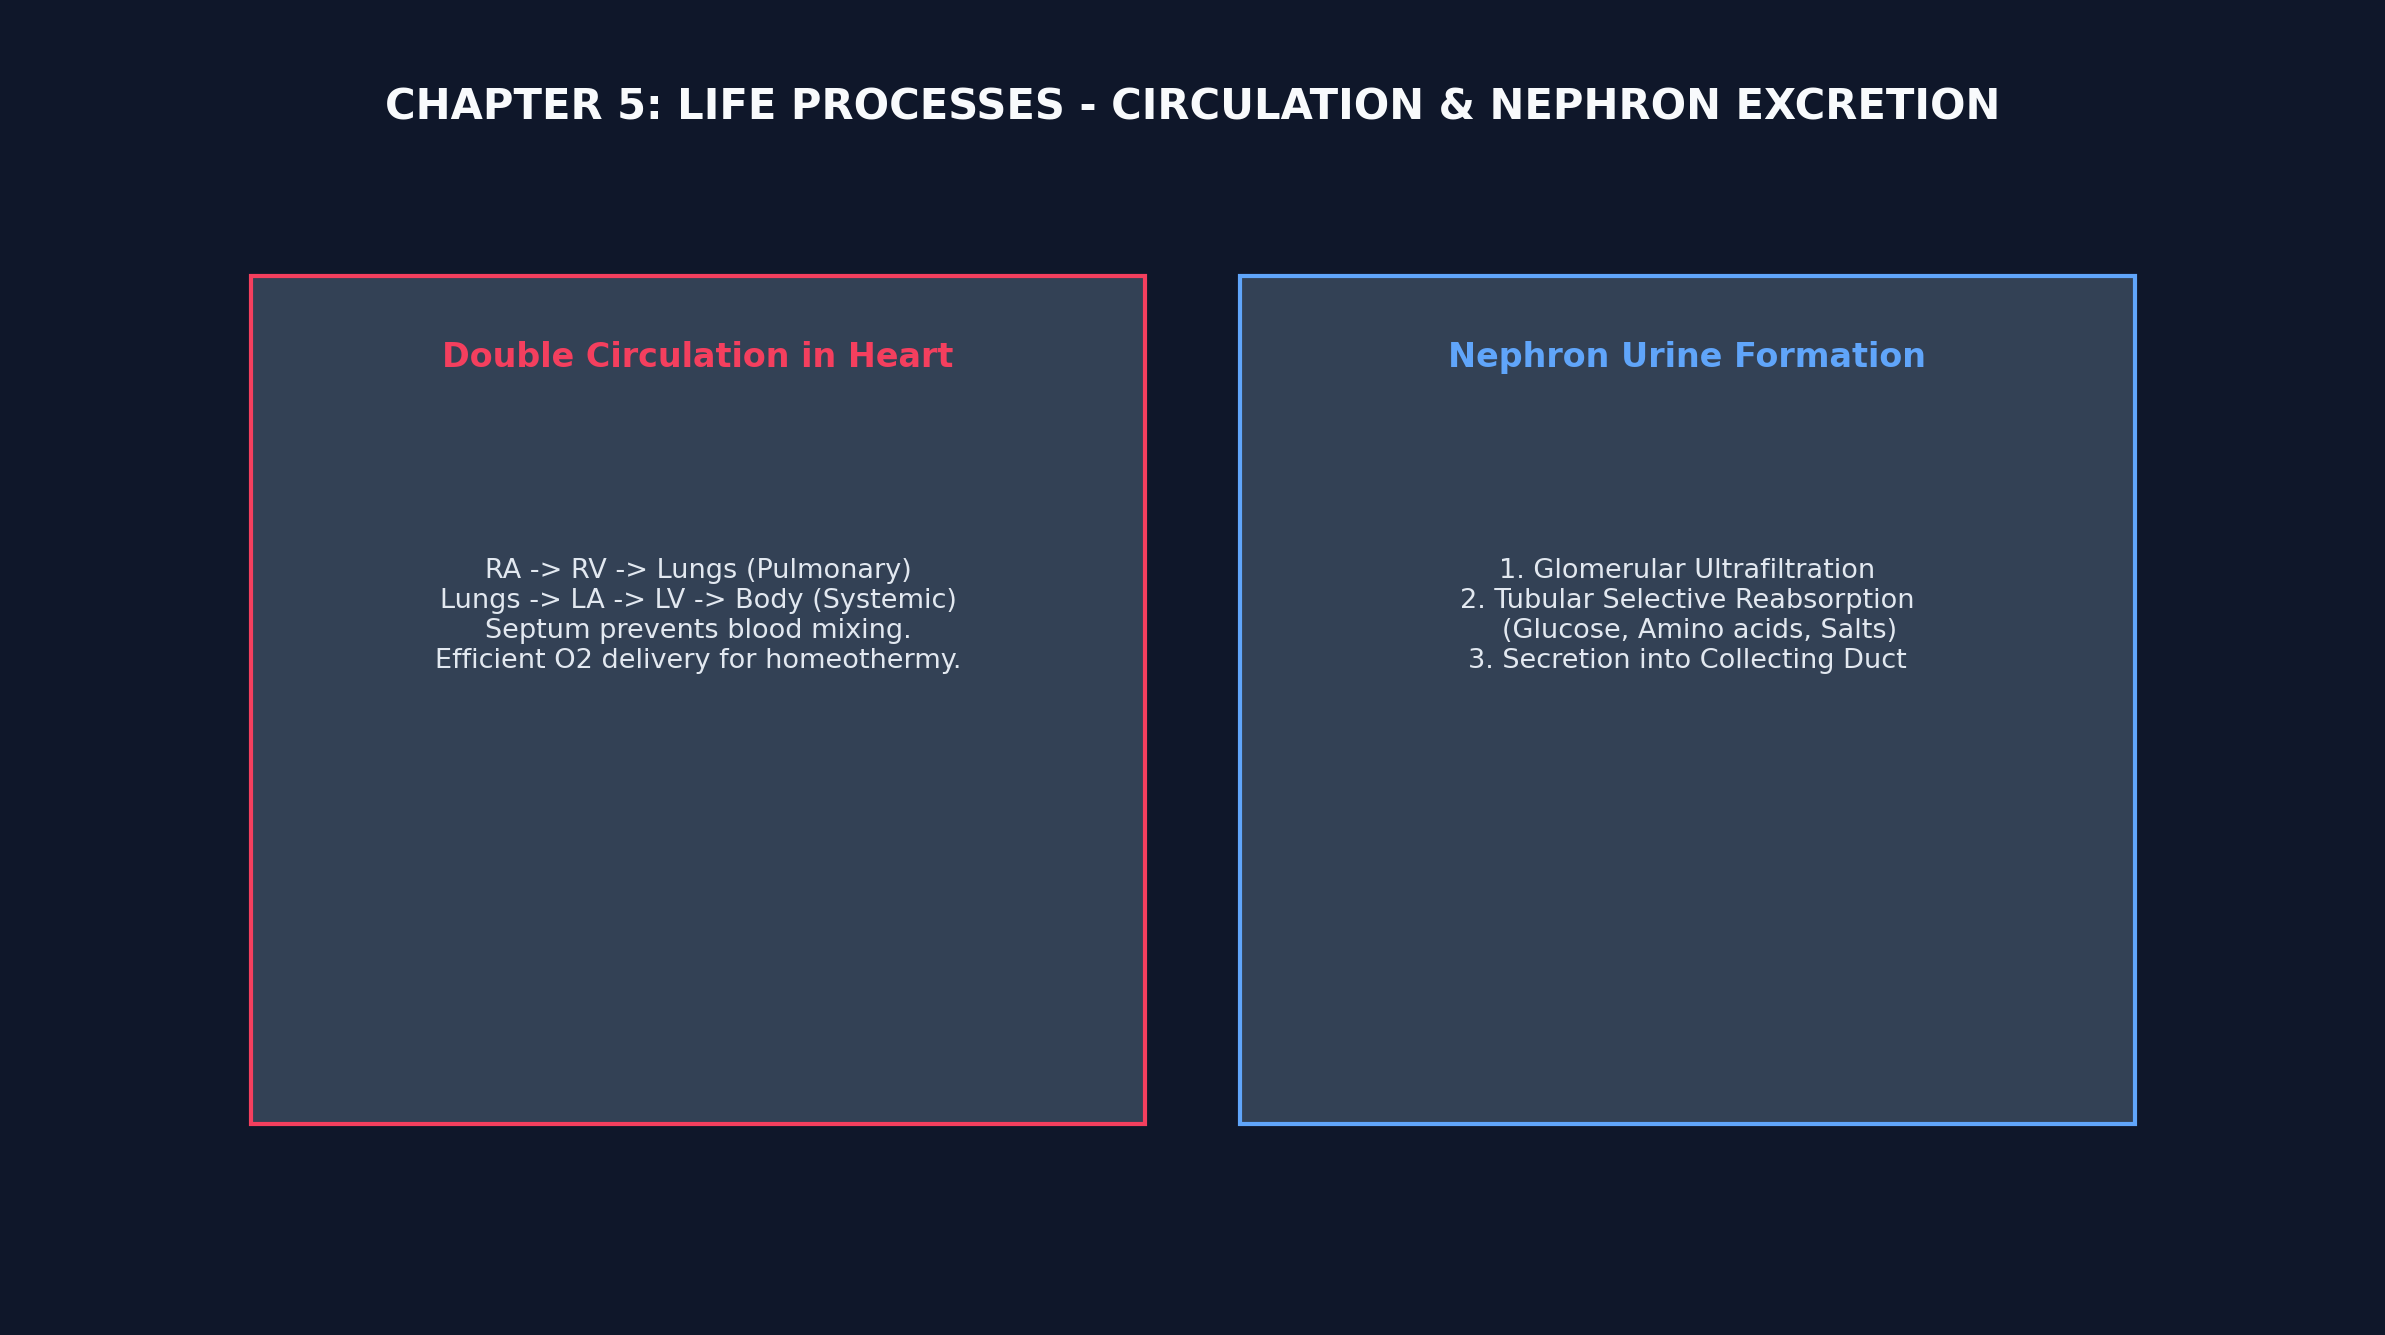 CHAPTER 5: LIFE PROCESSES - CIRCULATION & NEPHRON EXCRETION
Double Circulation in Heart
RA -> RV -> Lungs (Pulmonary)
Lungs -> LA -> LV -> Body (Systemic)
Septum prevents blood mixing.
Efficient O2 delivery for homeothermy.
Nephron Urine Formation
1. Glomerular Ultrafiltration
2. Tubular Selective Reabsorption
(Glucose, Amino acids, Salts)
3. Secretion into Collecting Duct